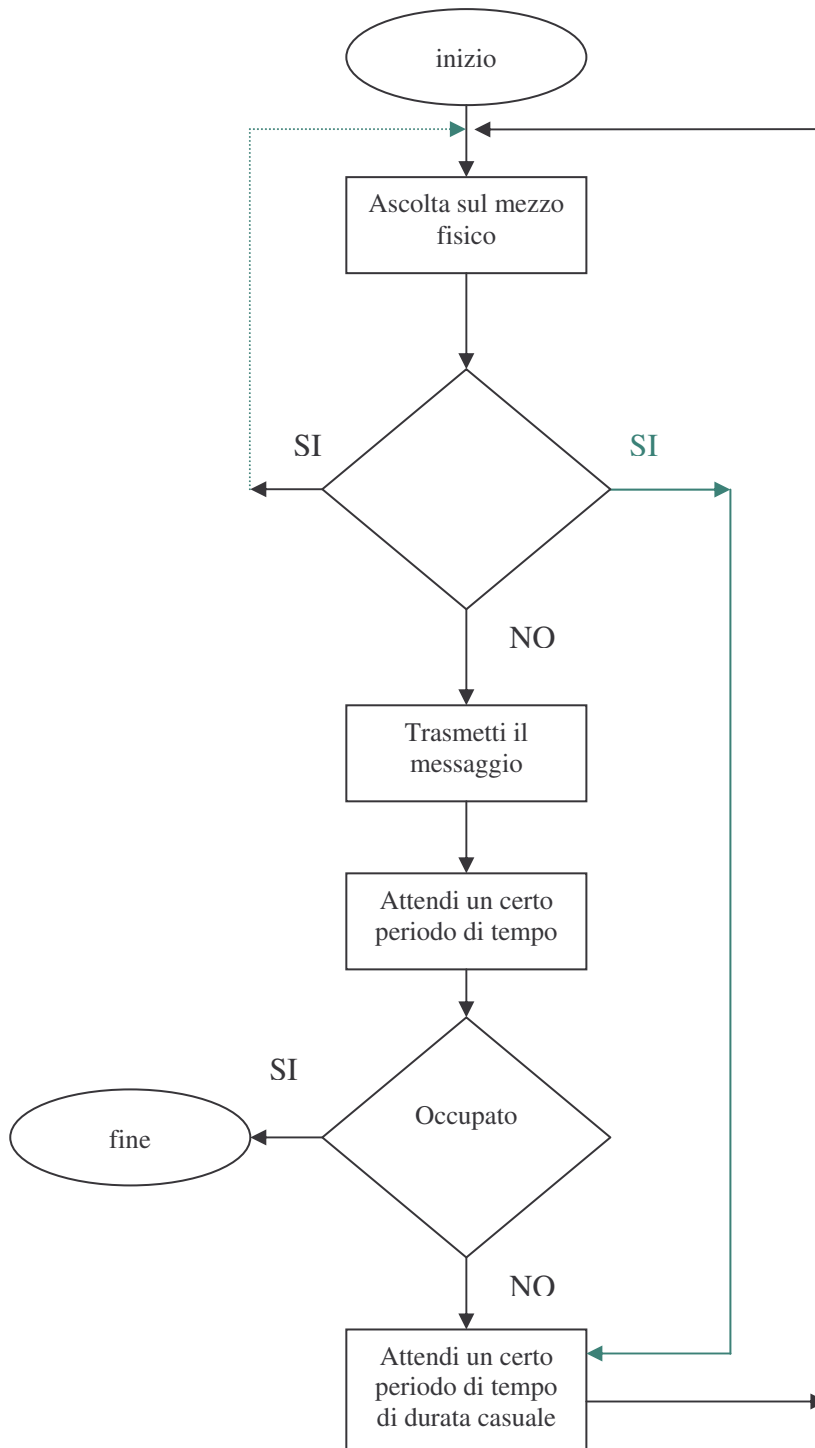 inizio
Ascolta sul mezzo
fisico
SI
SI
NO
Trasmetti il
messaggio
Attendi un certo
periodo di tempo
SI
Occupato
fine
NO
Attendi un certo
periodo di tempo
di durata casuale